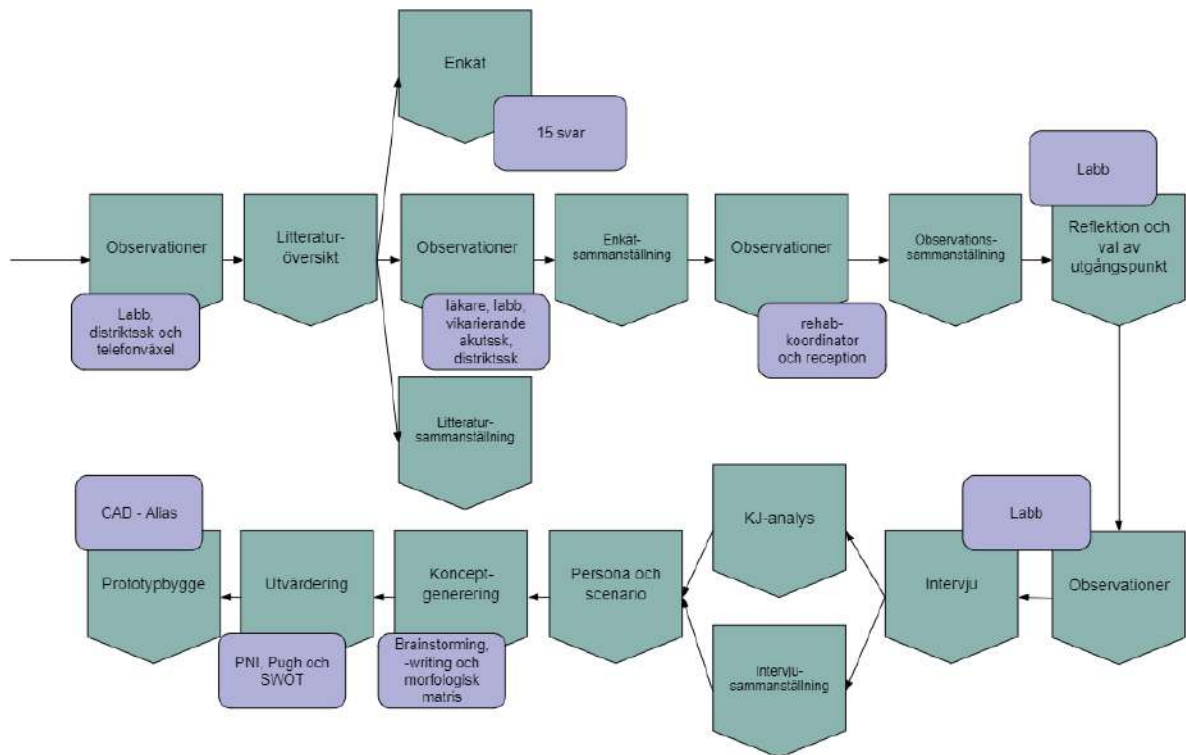 Enkät
15 svar
Labb
Observationer
Labb,
distriktssk och
telefonväxel
Litteratur-
översikt
Observationer
läkare, labb,
vikarierande
akutssk,
distriktssk
Enkät-
sammanställning
Observationer
rehab-
koordinator
och reception
Observations-
sammanställning
Reflektion och
val av
utgångspunkt
Litteratur-
sammanställning
CAD - Alias
Prototypbygge
Utvärdering
PNI, Pugh och
SWOT
Koncept-
generering
Brainstorming,
-writing och
morfologisk
matris
Persona och
scenario
KJ-analys
Intervju-
sammanställning
Labb
Intervju
Observationer